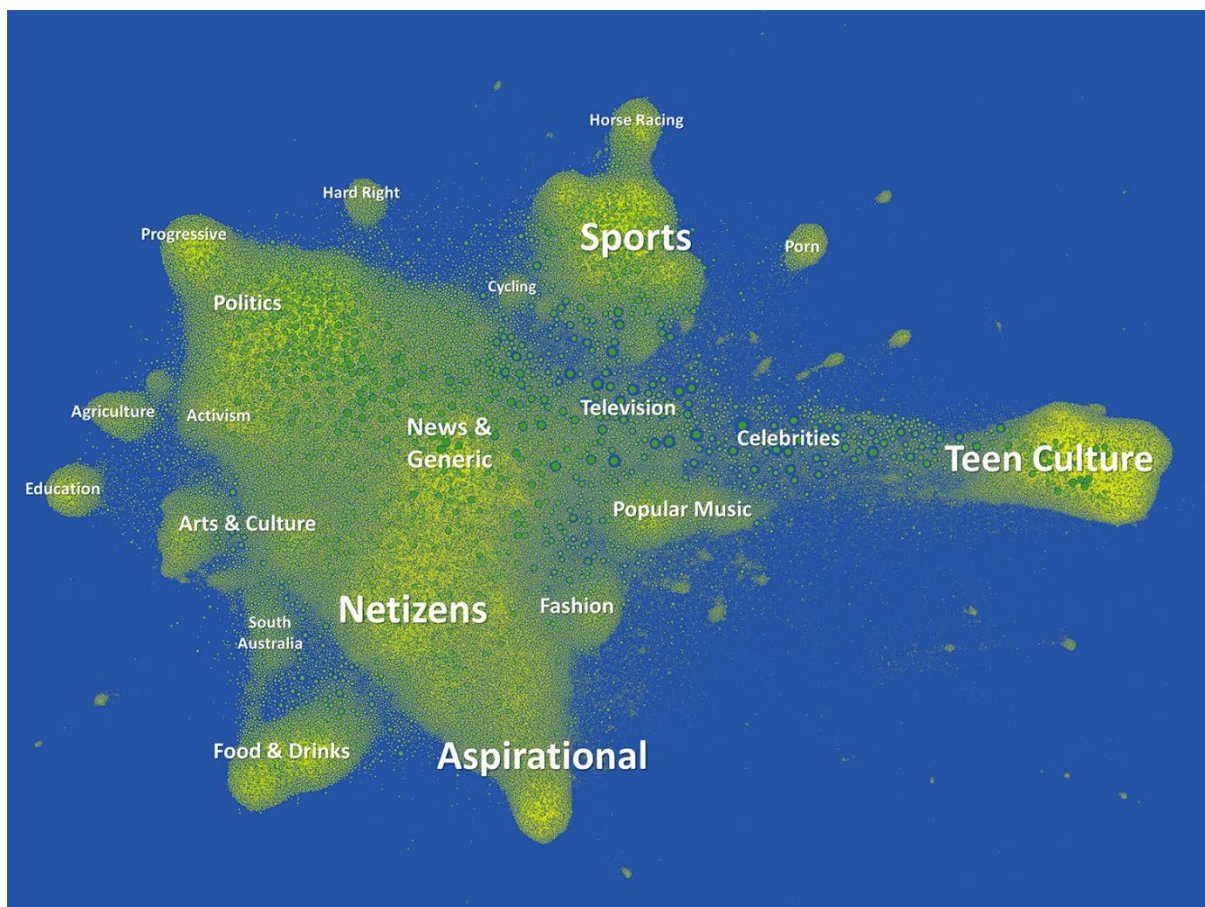 Horse Racing
Hard Right
Progressive
Sports
Porn
Cycling
Politics
Agriculture
Activism
Television
News &
Generic
Celebrities
Teen Culture
Education
Arts & Culture
Popular Music
Netizens
Fashion
South
Australia
Food & Drinks
Aspirational